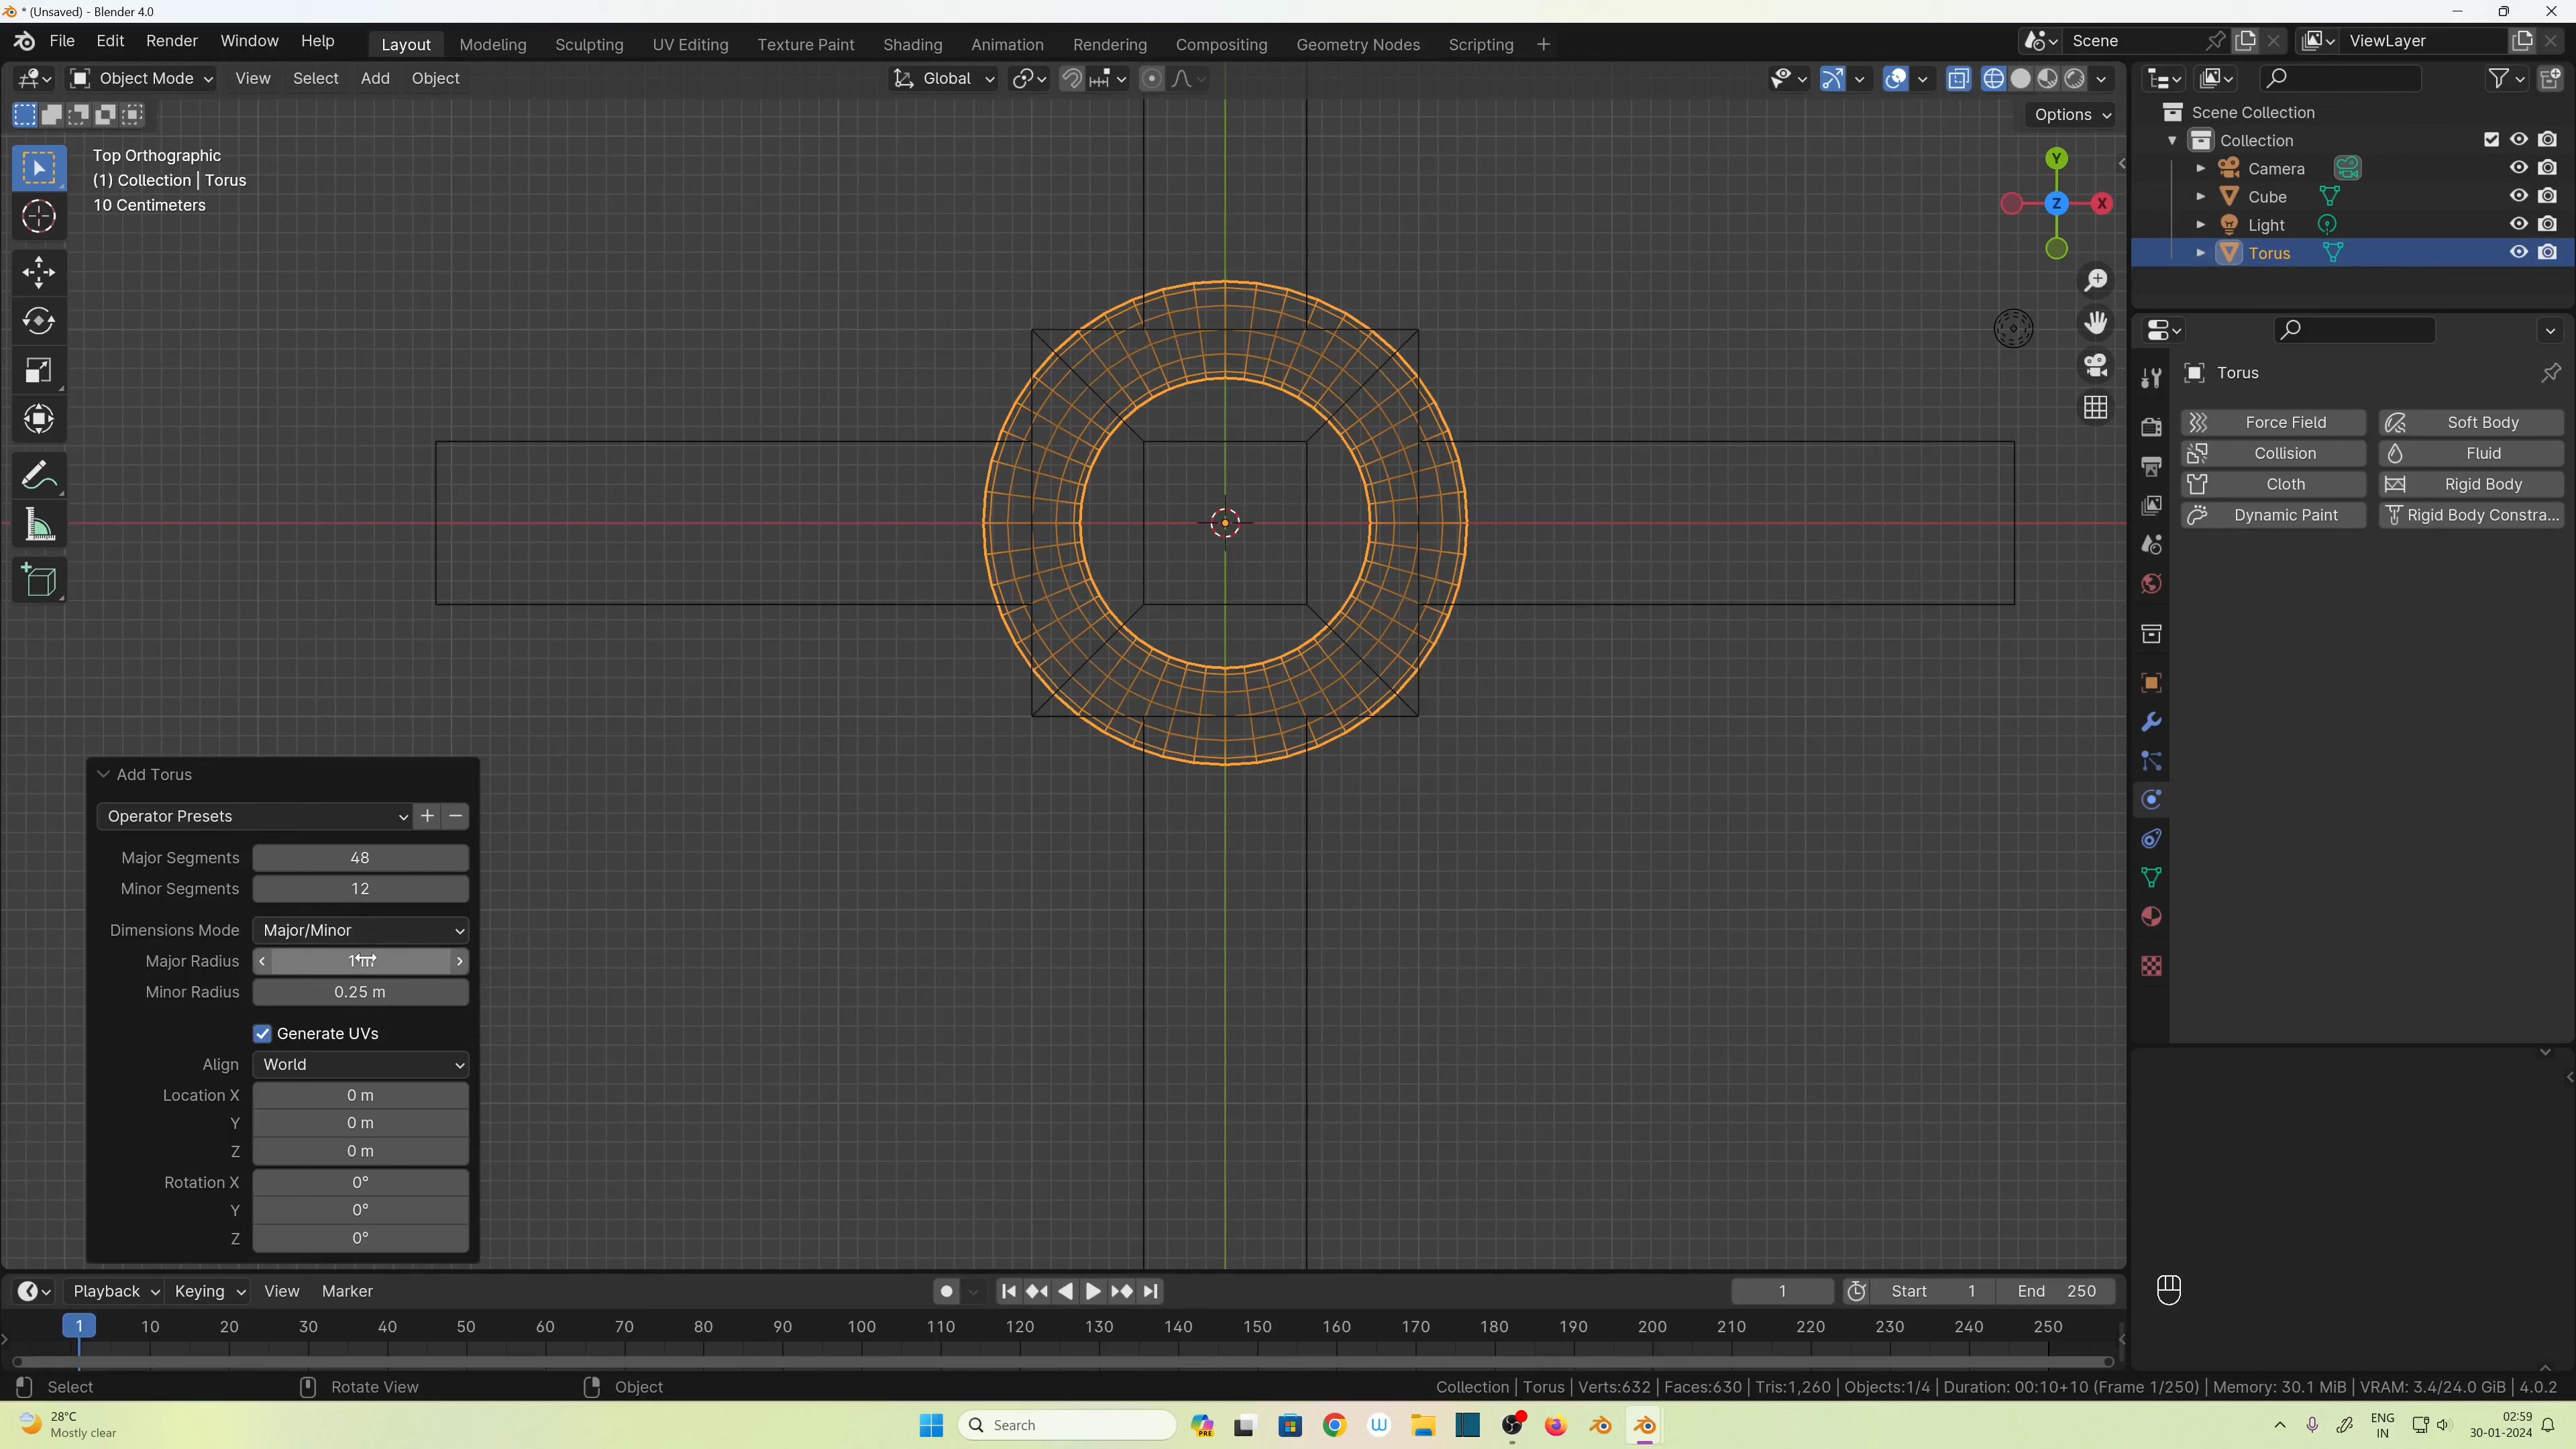 * (Unsaved) - Blender 4.0
File Edit Render Window Help
Layout Modeling Sculpting UV Editing Texture Paint Shading Animation Rendering Compositing Geometry Nodes Scripting +
Scene
ViewLayer
Object Mode View Select Add Object
Global
Options
Top Orthographic
(1) Collection | Torus
10 Centimeters
Y
Z
X
Scene Collection
Collection
Camera
Cube
Light
Torus
Torus
Force Field Soft Body
Collision Fluid
Cloth Rigid Body
Dynamic Paint Rigid Body Constra...
Add Torus
Operator Presets
Major Segments 48
Minor Segments 12
Dimensions Mode Major/Minor
Major Radius 1 m
Minor Radius 0.25 m
Generate UVs
Align World
Location X 0 m
Y 0 m
Z 0 m
Rotation X 0°
Y 0°
Z 0°
Playback Keying View Marker
1 Start 1 End 250
1 10 20 30 40 50 60 70 80 90 100 110 120 130 140 150 160 170 180 190 200 210 220 230 240 250
Select Rotate View Object
Collection | Torus | Verts:632 | Faces:630 | Tris:1,260 | Objects:1/4 | Duration: 00:10+10 (Frame 1/250) | Memory: 30.1 MiB | VRAM: 3.4/24.0 GiB | 4.0.2
28°C
Mostly clear
Search
PRE
ENG
IN
02:59
30-01-2024